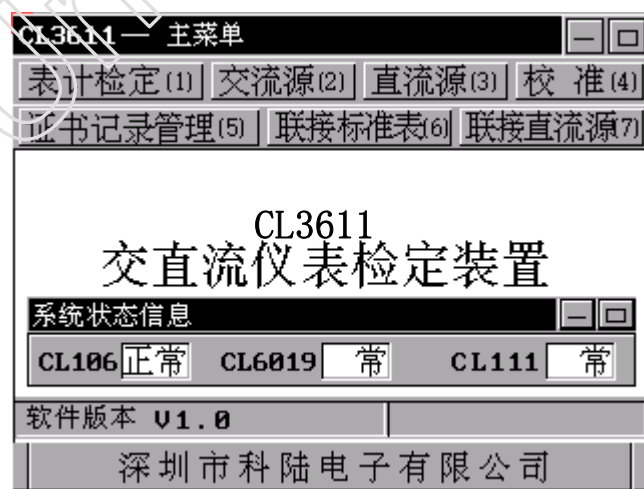 CL3611— 主菜单
表计检定(1) 交流源(2) 直流源(3) 校 准(4)
证书记录管理(5) 联接标准表(6) 联接直流源(7)
CL3611
交直流仪表检定装置
系统状态信息
CL106 正常 CL6019 常 CL111 常
软件版本 V1.0
深圳市科陆电子有限公司